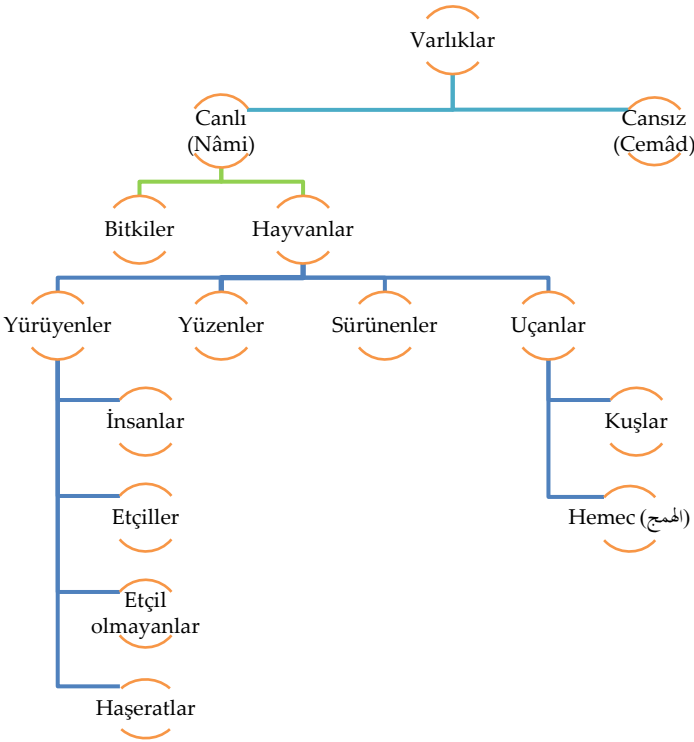 Varlıklar
Canlı
(Nâmi)
Cansız
(Cemâd)
Bitkiler
Hayvanlar
Yürüyenler
Yüzenler
Sürünenler
Uçanlar
İnsanlar
Kuşlar
Etçiller
Hemec (الهمج)
Etçil
olmayanlar
Haşeratlar